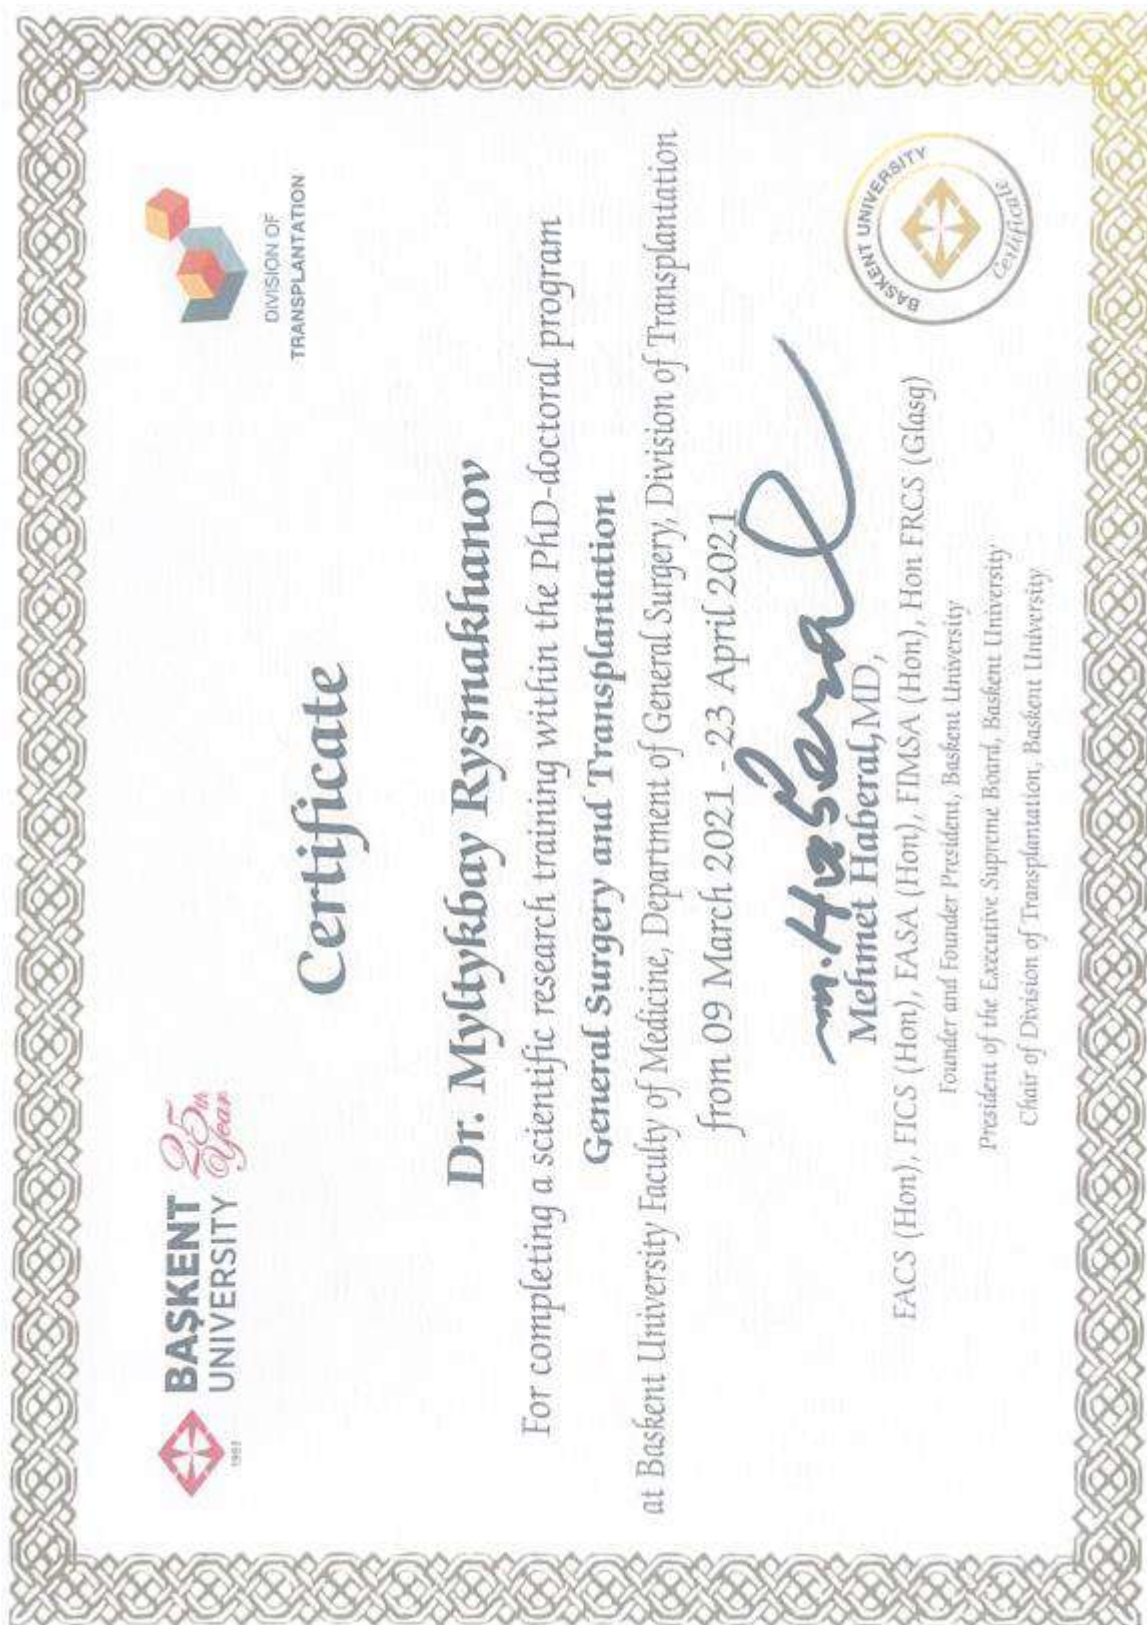 BAŞKENT
UNIVERSITY
25th
Year
1993
DIVISION OF
TRANSPLANTATION
Certificate
Dr. Myltykbay Rysmakhanov
For completing a scientific research training within the PhD-doctoral program
General Surgery and Transplantation
at Baskent University Faculty of Medicine, Department of General Surgery, Division of Transplantation
from 09 March 2021 - 23 April 2021
m. Haberal
Mehmet Haberal,MD,
FACS (Hon), FICS (Hon), FASA (Hon), FIMSA (Hon), Hon FRCS (Glasg)
Founder and Founder President, Baskent University
President of the Executive Supreme Board, Baskent University
Chair of Division of Transplantation, Baskent University
BASKENT UNIVERSITY
Certificate